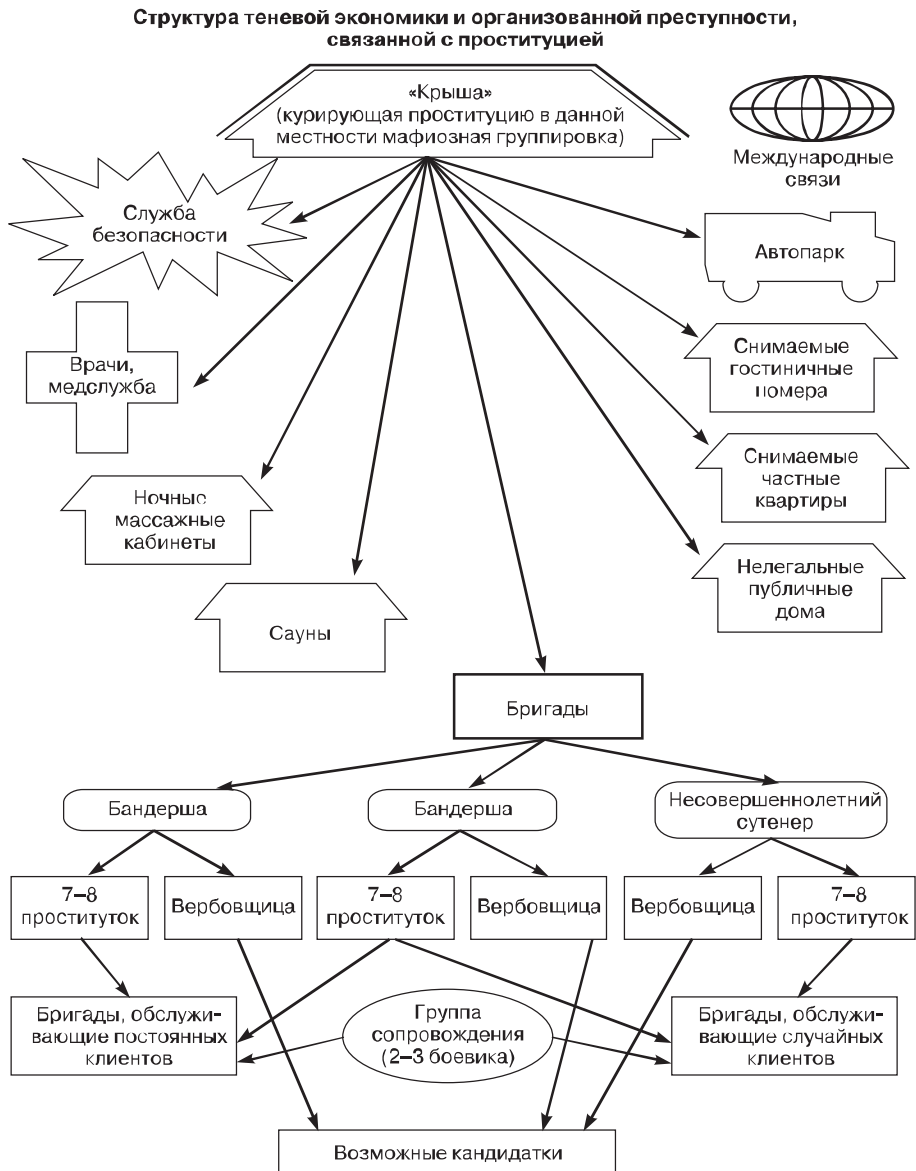 Структура теневой экономики и организованной преступности,
связанной с проституцией
«Крыша»
(курирующая проституцию в данной
местности мафиозная группировка)
Международные
связи
Служба
безопасности
Автопарк
Врачи,
медслужба
Снимаемые
гостиничные
номера
Снимаемые
частные
квартиры
Ночные
массажные
кабинеты
Нелегальные
публичные
дома
Сауны
Бригады
Бандерша
Бандерша
Несовершеннолетний
сутенер
7–8
проституток
Вербовщица
7–8
проституток
Вербовщица
Вербовщица
7–8
проституток
Бригады, обслужи-
вающие постоянных
клиентов
Группа
сопровождения
(2–3 боевика)
Бригады, обслужи-
вающие случайных
клиентов
Возможные кандидатки